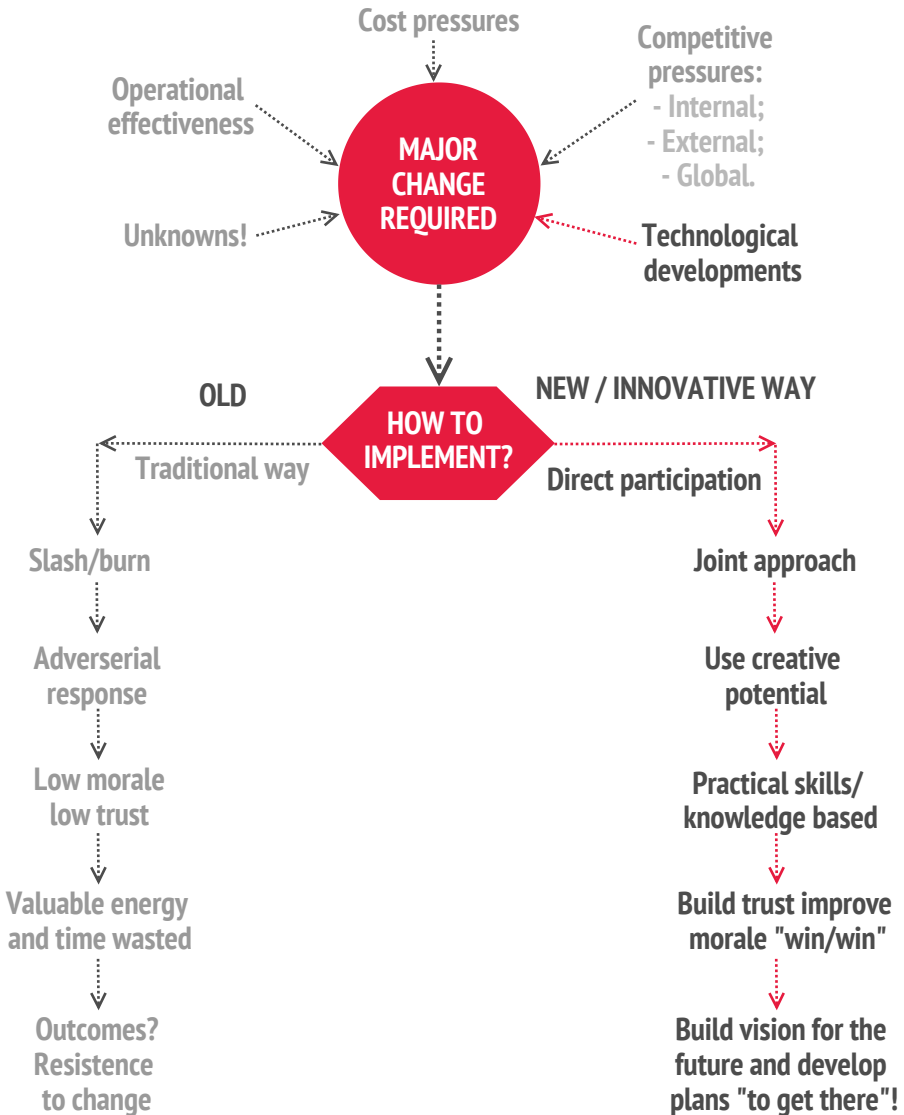 Cost pressures
Competitive
pressures:
- Internal;
- External;
- Global.
Operational
effectiveness
MAJOR
CHANGE
REQUIRED
Unknowns!
Technological
developments
OLD
NEW / INNOVATIVE WAY
HOW TO
IMPLEMENT?
Traditional way
Direct participation
Slash/burn
Adverserial
response
Low morale
low trust
Valuable energy
and time wasted
Outcomes?
Resistence
to change
Joint approach
Use creative
potential
Practical skills/
knowledge based
Build trust improve
morale "win/win"
Build vision for the
future and develop
plans "to get there"!